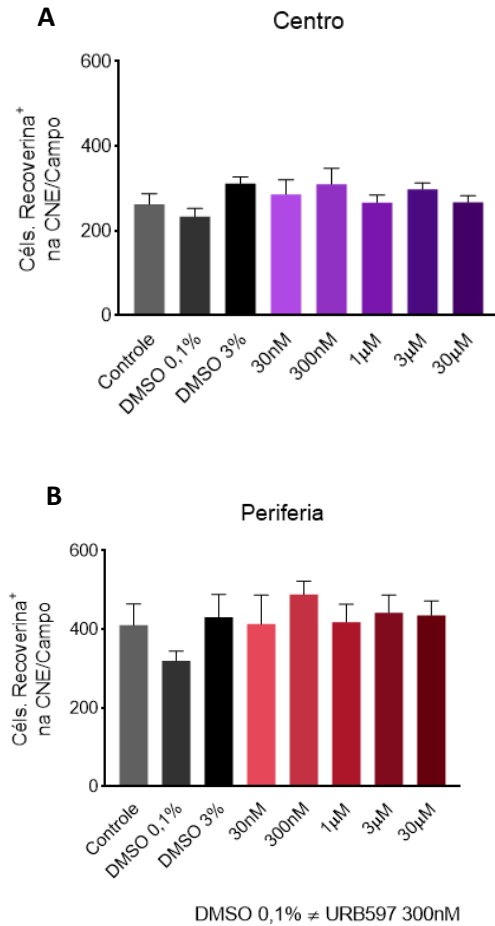 A
Centro
Céls. Recoverina⁺
na CNE/Campo
600
400
200
0
Controle
DMSO 0,1%
DMSO 3%
30nM
300nM
1µM
3µM
30µM
B
Periferia
Céls. Recoverina⁺
na CNE/Campo
600
400
200
0
Controle
DMSO 0,1%
DMSO 3%
30nM
300nM
1µM
3µM
30µM
DMSO 0,1% ≠ URB597 300nM